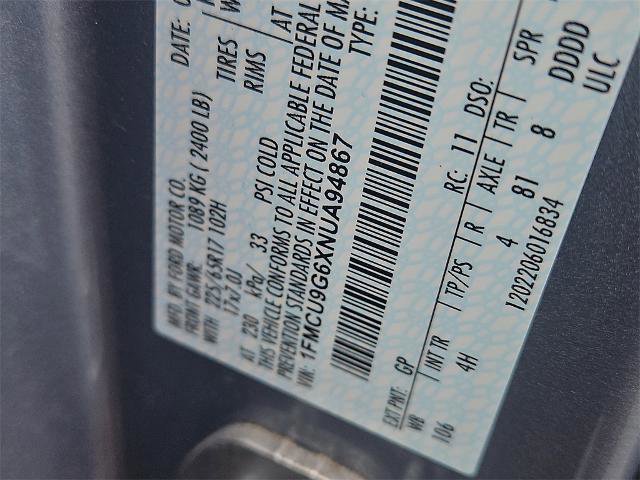 MFD. BY FORD MOTOR CO. DATE:
FRONT GAWR: 1089 KG ( 2400 LB)
WITH 225/65R17 102H TIRES
17x7.0J RIMS
AT 230 kPa/ 33 PSI COLD AT
THIS VEHICLE CONFORMS TO ALL APPLICABLE FEDERAL
PREVENTION STANDARDS IN EFFECT ON THE DATE OF
VIN: 1FMCU9G6XNUA94867 TYPE:
EXT PNT: GP RC: 11 DSO:
WB INT TR TP/PS R AXLE TR SPR
106 4H 4 81 8 DDDD
1202206016834 ULC